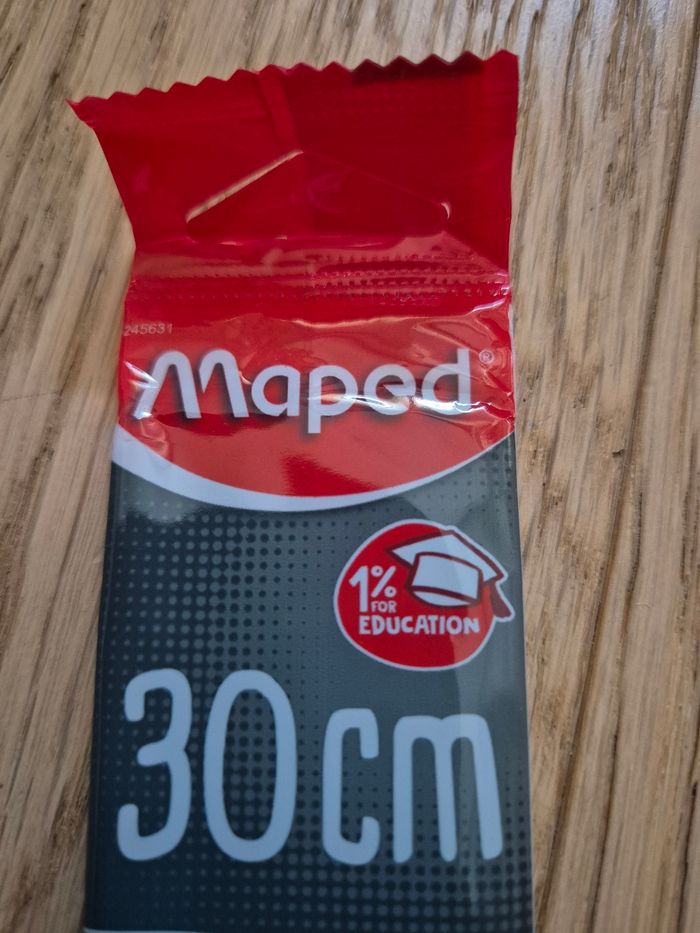 245631
Maped®
1%
FOR
EDUCATION
30cm